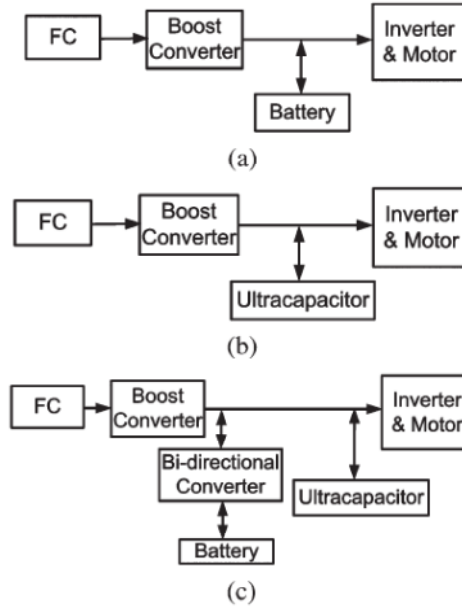 FC
Boost
Converter
Inverter
& Motor
Battery
(a)
FC
Boost
Converter
Inverter
& Motor
Ultracapacitor
(b)
FC
Boost
Converter
Inverter
& Motor
Bi-directional
Converter
Ultracapacitor
Battery
(c)